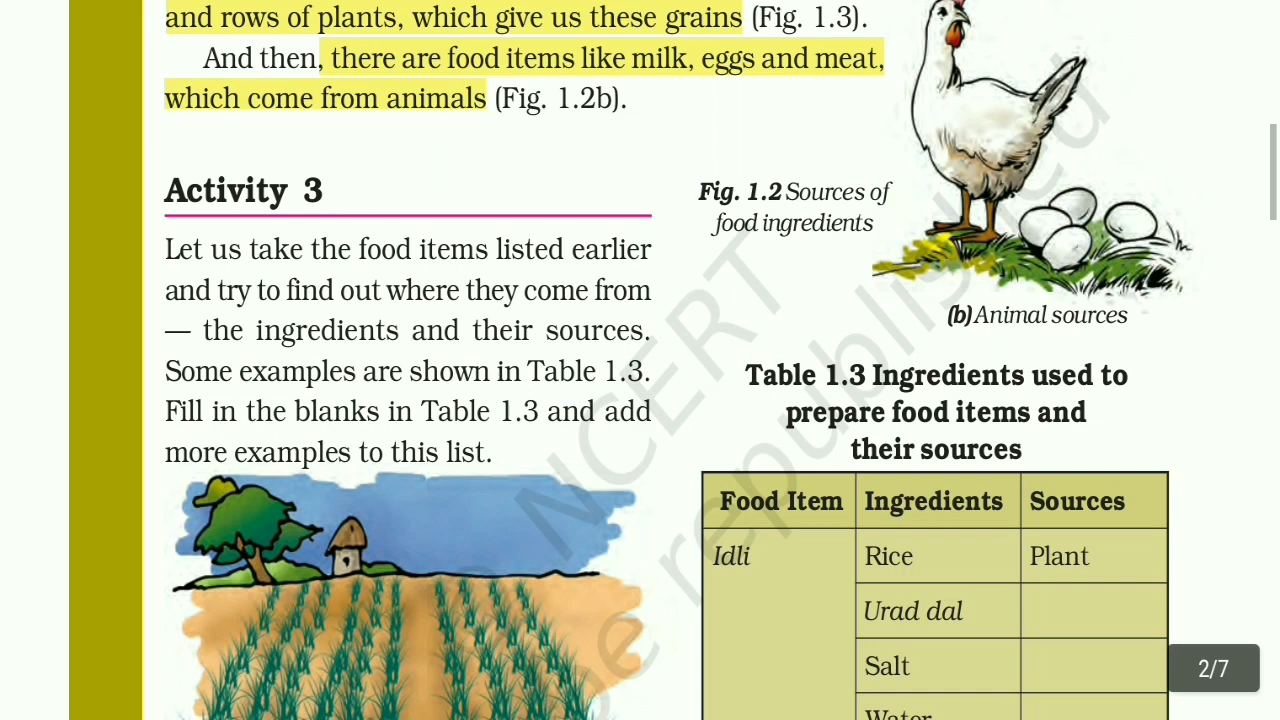 and rows of plants, which give us these grains (Fig. 1.3).
And then, there are food items like milk, eggs and meat,
which come from animals (Fig. 1.2b).
Activity 3
Let us take the food items listed earlier
and try to find out where they come from
— the ingredients and their sources.
Some examples are shown in Table 1.3.
Fill in the blanks in Table 1.3 and add
more examples to this list.
Fig. 1.2 Sources of
food ingredients
(b) Animal sources
Table 1.3 Ingredients used to
prepare food items and
their sources
Food Item Ingredients Sources
Idli Rice Plant
Urad dal
Salt
Water
NCERT
be republished
2/7